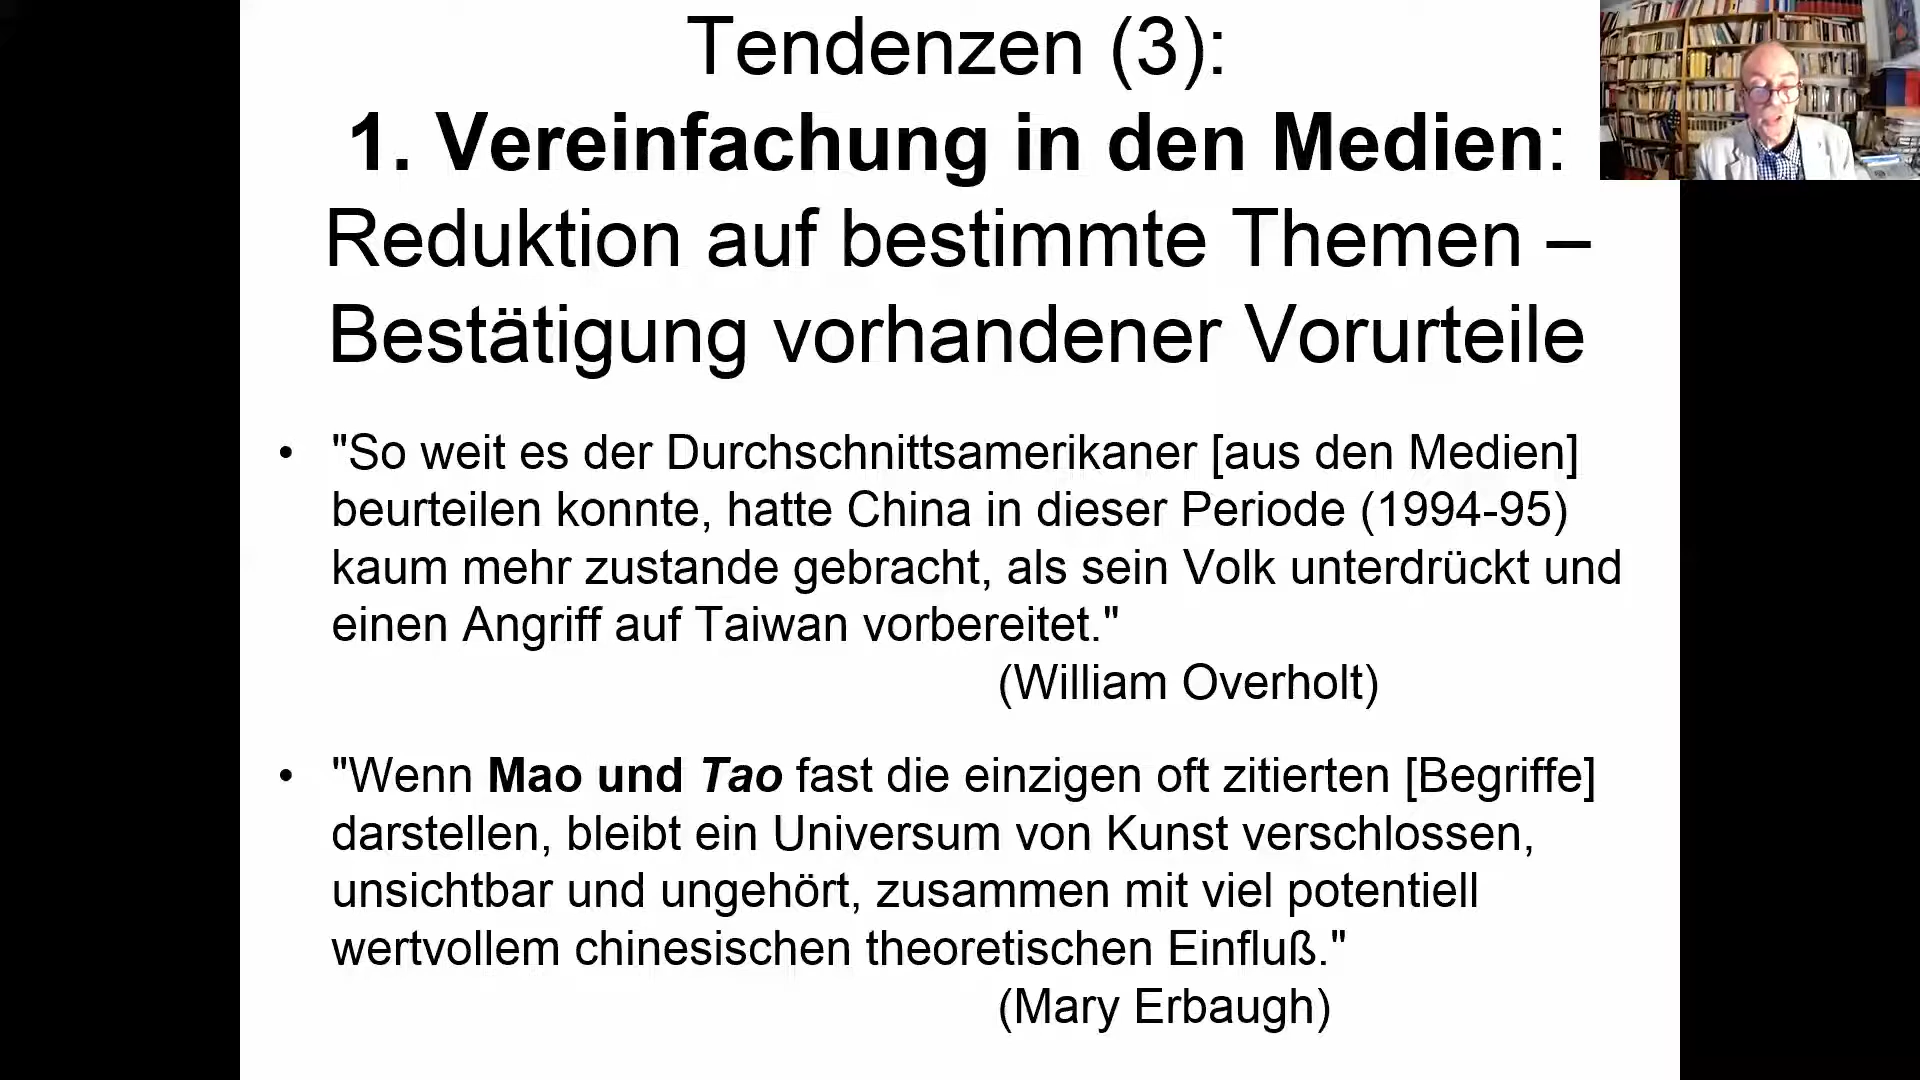 Tendenzen (3):
1. Vereinfachung in den Medien:
Reduktion auf bestimmte Themen –
Bestätigung vorhandener Vorurteile
• "So weit es der Durchschnittsamerikaner [aus den Medien]
beurteilen konnte, hatte China in dieser Periode (1994-95)
kaum mehr zustande gebracht, als sein Volk unterdrückt und
einen Angriff auf Taiwan vorbereitet."
(William Overholt)
• "Wenn Mao und Tao fast die einzigen oft zitierten [Begriffe]
darstellen, bleibt ein Universum von Kunst verschlossen,
unsichtbar und ungehört, zusammen mit viel potentiell
wertvollem chinesischen theoretischen Einfluß."
(Mary Erbaugh)